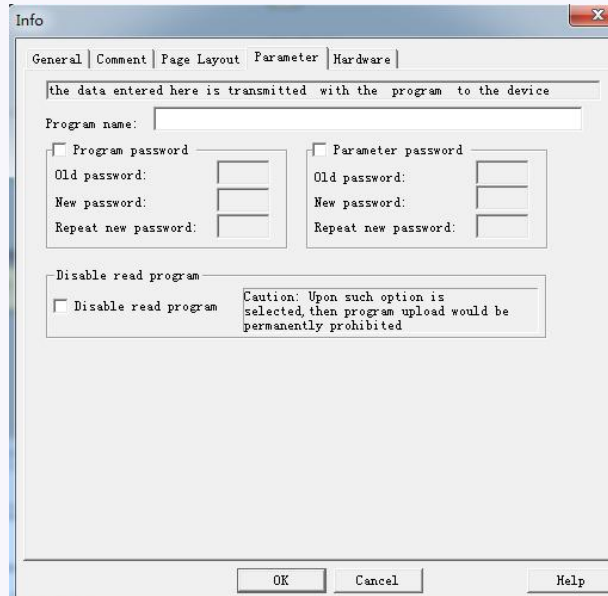 Info
General Comment Page Layout Parameter Hardware
the data entered here is transmitted with the program to the device
Program name:
Program password
Old password:
New password:
Repeat new password:
Parameter password
Old password:
New password:
Repeat new password:
Disable read program
Disable read program
Caution: Upon such option is
selected, then program upload would be
permanently prohibited
OK Cancel Help